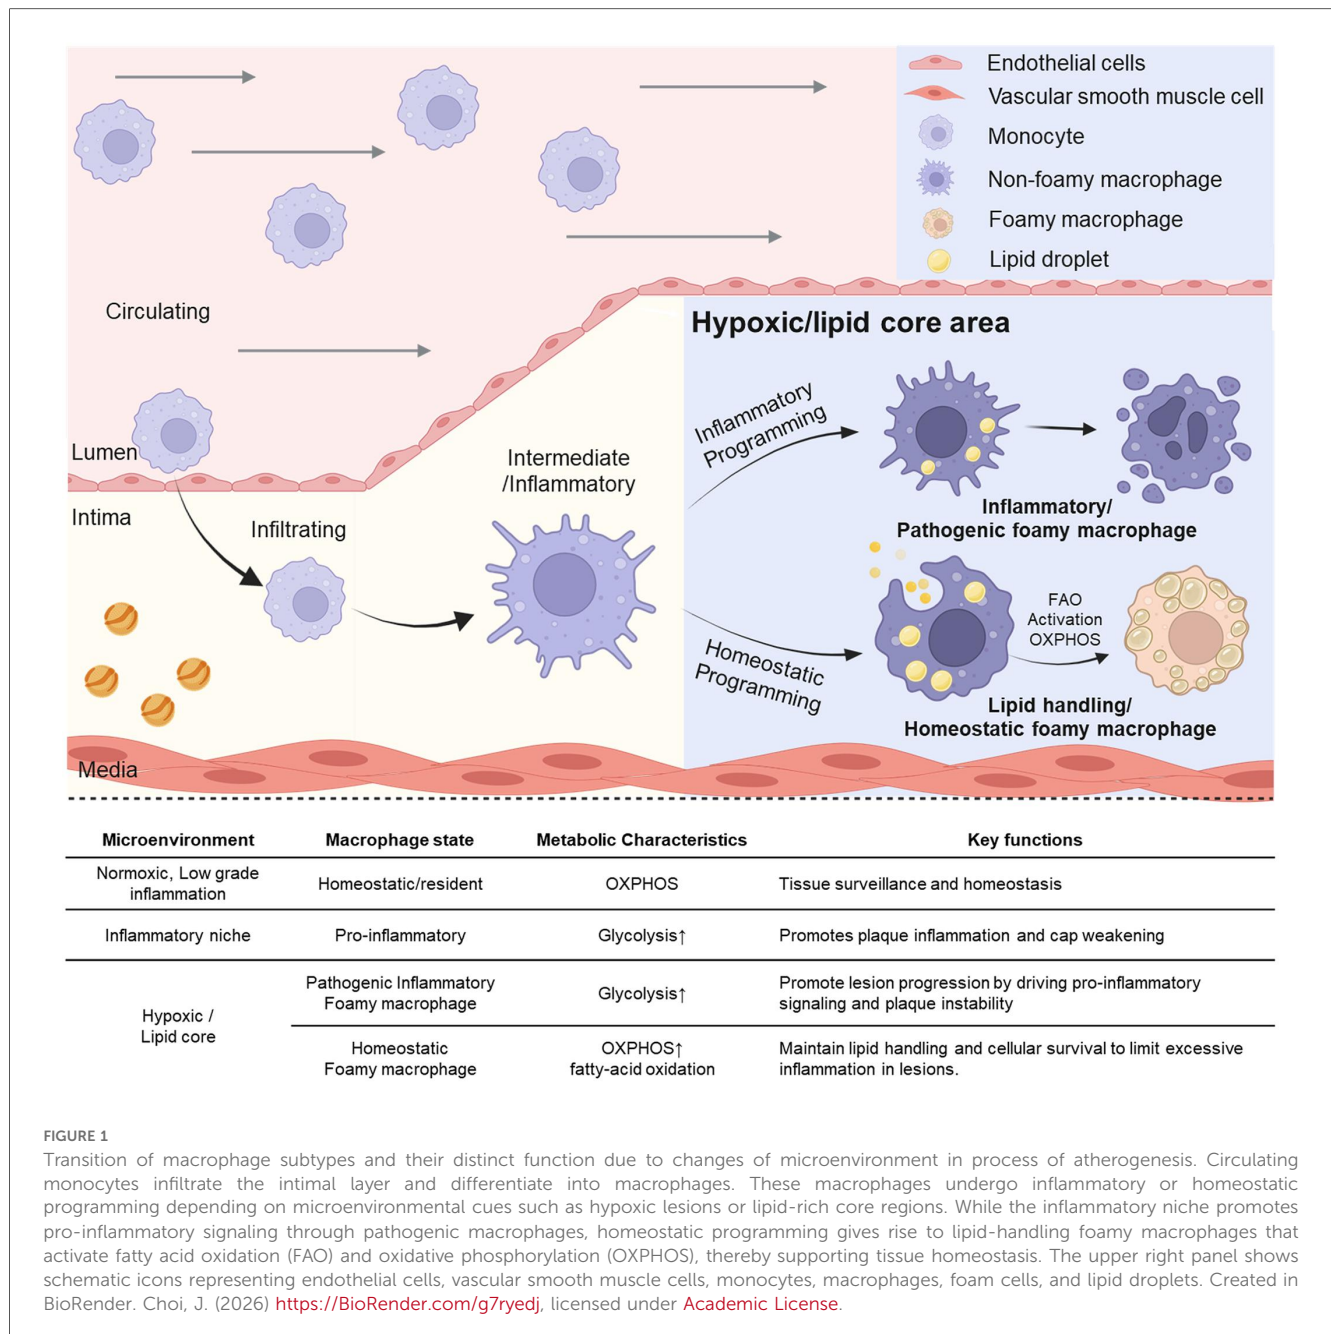 Endothelial cells
Vascular smooth muscle cell
Monocyte
Non-foamy macrophage
Foamy macrophage
Lipid droplet
Circulating
Lumen
Intima
Infiltrating
Intermediate
/Inflammatory
Hypoxic/lipid core area
Inflammatory
Programming
Inflammatory/
Pathogenic foamy macrophage
Homeostatic
Programming
FAO
Activation
OXPHOS
Lipid handling/
Homeostatic foamy macrophage
Media
Microenvironment Macrophage state Metabolic Characteristics Key functions
Normoxic, Low grade
inflammation
Homeostatic/resident
OXPHOS
Tissue surveillance and homeostasis
Inflammatory niche
Pro-inflammatory
Glycolysis↑
Promotes plaque inflammation and cap weakening
Hypoxic /
Lipid core
Pathogenic Inflammatory
Foamy macrophage
Glycolysis↑
Promote lesion progression by driving pro-inflammatory
signaling and plaque instability
Homeostatic
Foamy macrophage
OXPHOS↑
fatty-acid oxidation
Maintain lipid handling and cellular survival to limit excessive
inflammation in lesions.
FIGURE 1
Transition of macrophage subtypes and their distinct function due to changes of microenvironment in process of atherogenesis. Circulating
monocytes infiltrate the intimal layer and differentiate into macrophages. These macrophages undergo inflammatory or homeostatic
programming depending on microenvironmental cues such as hypoxic lesions or lipid-rich core regions. While the inflammatory niche promotes
pro-inflammatory signaling through pathogenic macrophages, homeostatic programming gives rise to lipid-handling foamy macrophages that
activate fatty acid oxidation (FAO) and oxidative phosphorylation (OXPHOS), thereby supporting tissue homeostasis. The upper right panel shows
schematic icons representing endothelial cells, vascular smooth muscle cells, monocytes, macrophages, foam cells, and lipid droplets. Created in
BioRender. Choi, J. (2026) https://BioRender.com/g7ryedj, licensed under Academic License.